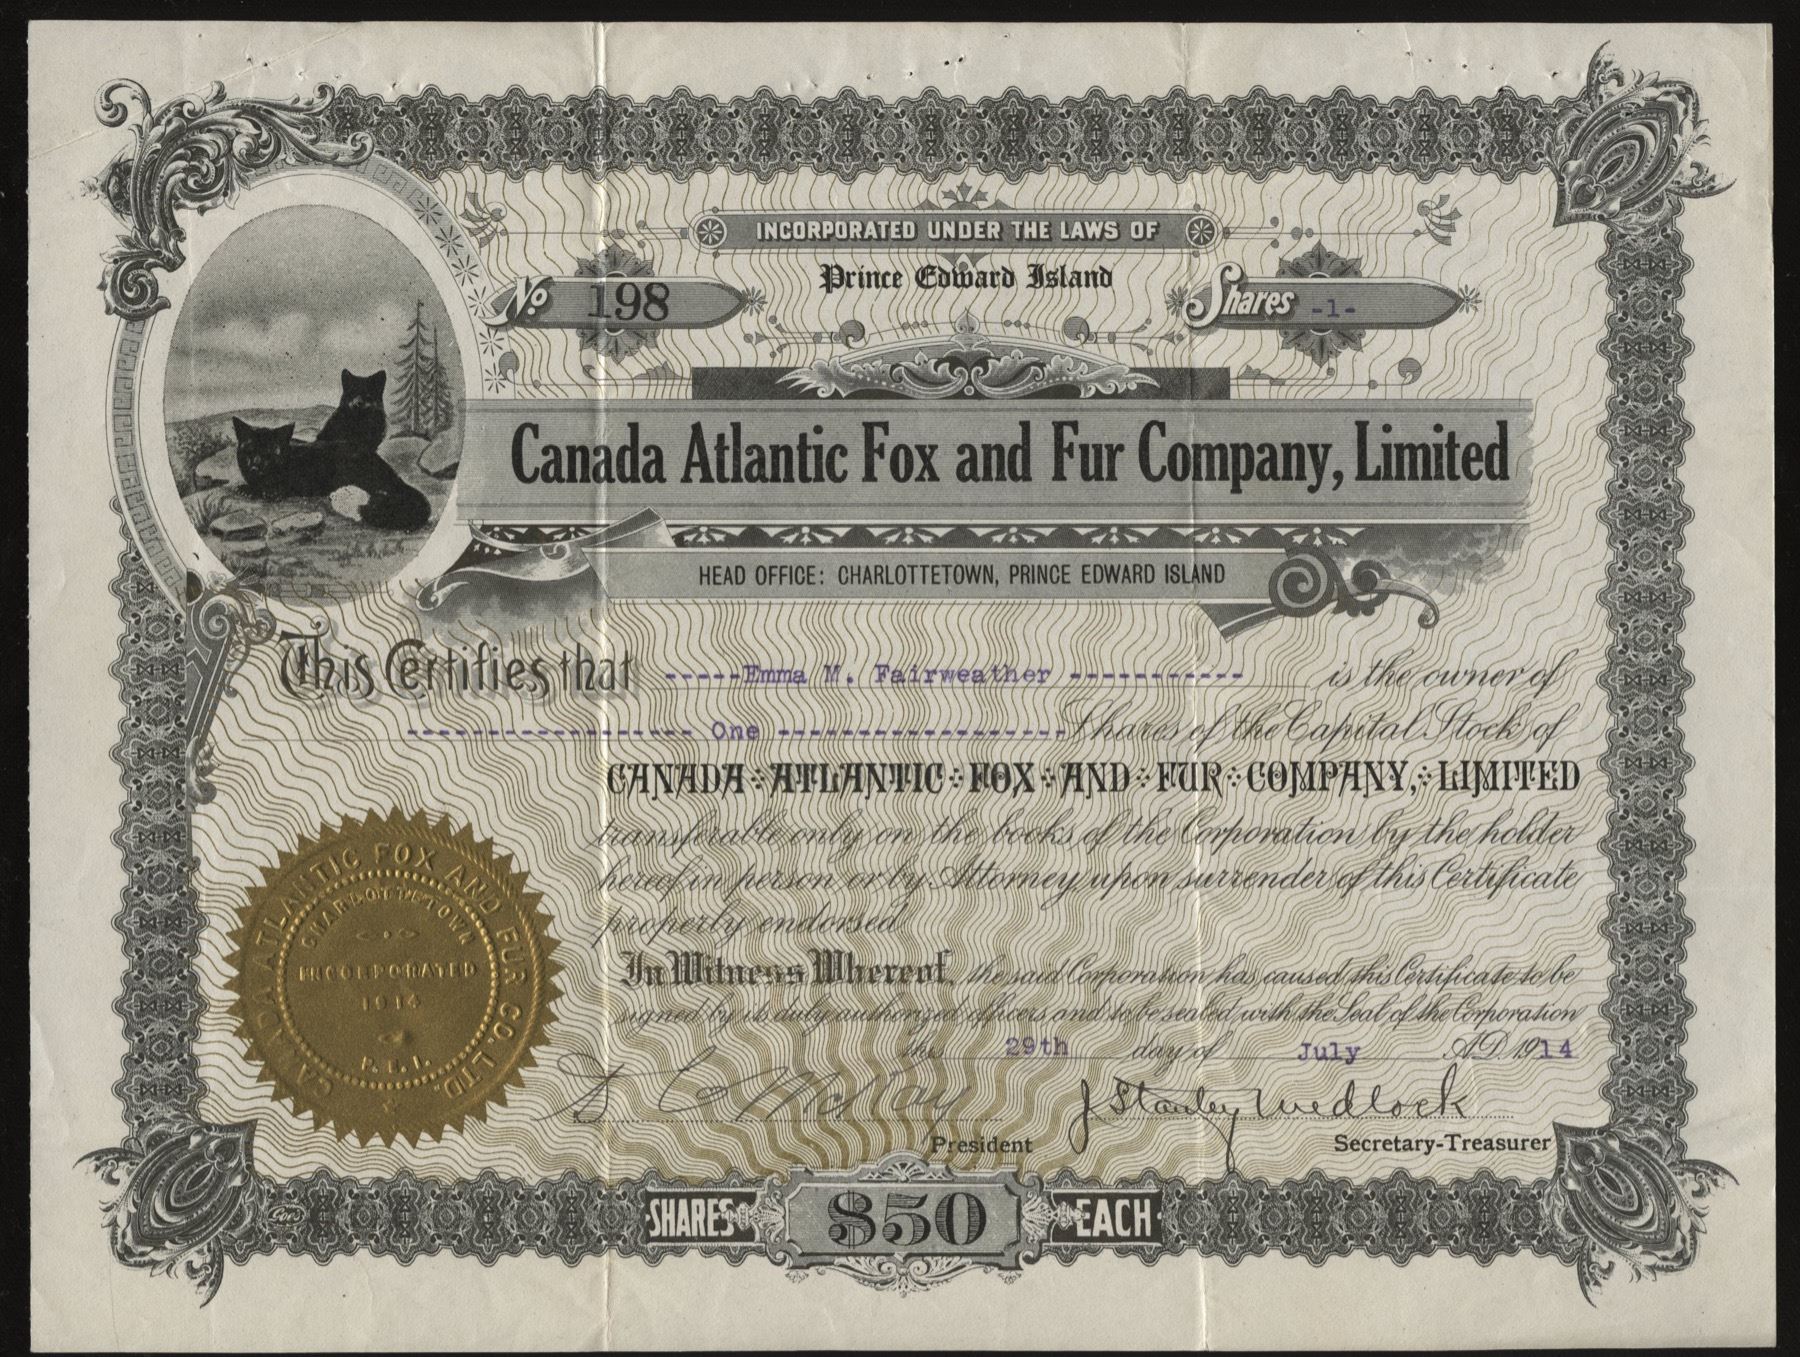 INCORPORATED UNDER THE LAWS OF
Prince Edward Island
No 198
Shares -1-
Canada Atlantic Fox and Fur Company, Limited
HEAD OFFICE: CHARLOTTETOWN, PRINCE EDWARD ISLAND
This Certifies that -----Emma M. Fairweather ----------- is the owner of
------------------ One ------------------- Shares of the Capital Stock of
CANADA ATLANTIC FOX AND FUR COMPANY, LIMITED
transferable only on the books of the Corporation by the holder
hereof in person or by Attorney upon surrender of this Certificate
properly endorsed
In Witness Whereof, the said Corporation has caused this Certificate to be
signed by its duly authorized officers and to be sealed with the Seal of the Corporation
this 29th day of July A.D. 1914
CANADA ATLANTIC FOX AND FUR CO. LTD.
CHARLOTTETOWN
INCORPORATED
1914
P.E.I.
D C McKay
President
J Stanley Wedlock
Secretary-Treasurer
SHARES $50 EACH